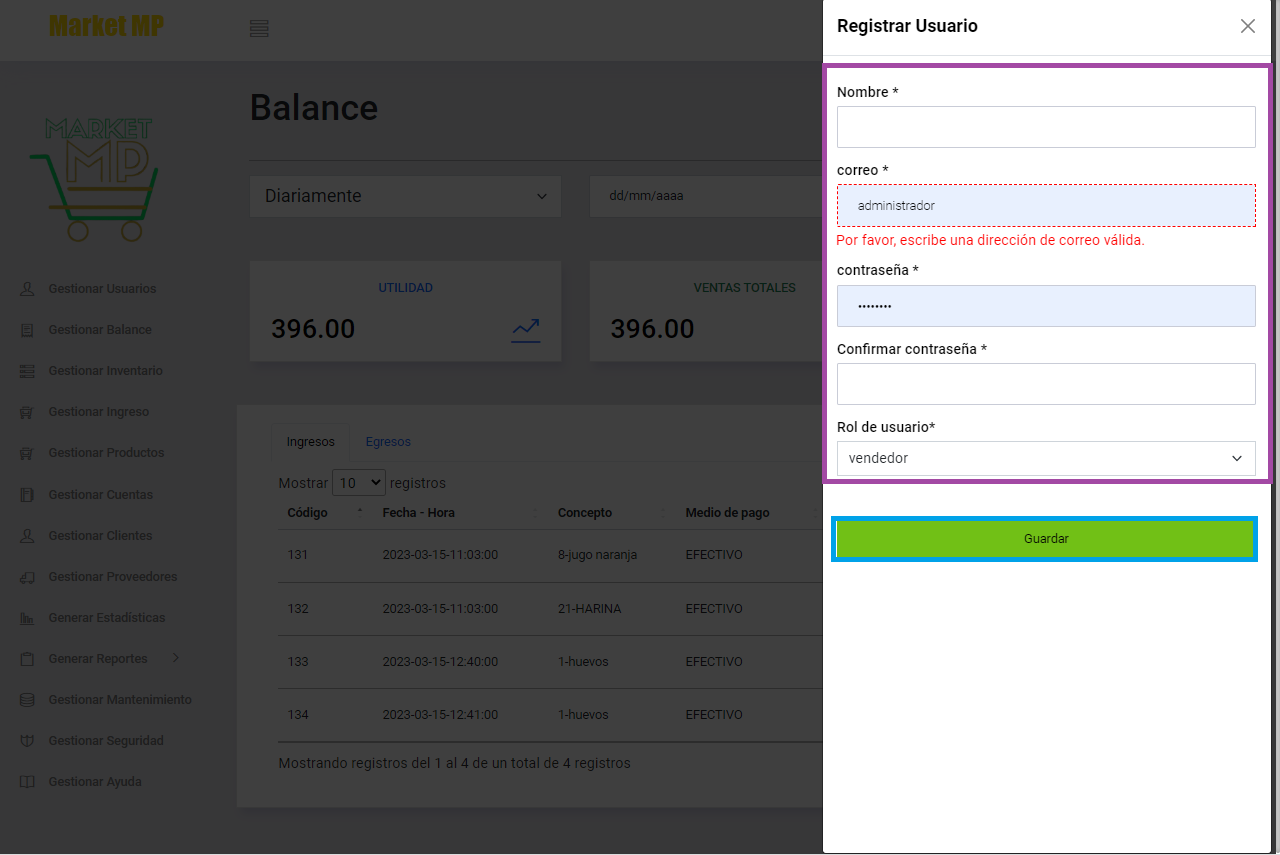 Market MP
Registrar Usuario
MARKET
MP
Balance
Diariamente
dd/mm/aaaa
UTILIDAD
396.00
VENTAS TOTALES
396.00
Gestionar Usuarios
Gestionar Balance
Gestionar Inventario
Gestionar Ingreso
Gestionar Productos
Gestionar Cuentas
Gestionar Clientes
Gestionar Proveedores
Generar Estadísticas
Generar Reportes
Gestionar Mantenimiento
Gestionar Seguridad
Gestionar Ayuda
Ingresos Egresos
Mostrar 10 registros
Código Fecha - Hora Concepto Medio de pago
131 2023-03-15-11:03:00 8-jugo naranja EFECTIVO
132 2023-03-15-11:03:00 21-HARINA EFECTIVO
133 2023-03-15-12:40:00 1-huevos EFECTIVO
134 2023-03-15-12:41:00 1-huevos EFECTIVO
Mostrando registros del 1 al 4 de un total de 4 registros
Nombre *
correo *
administrador
Por favor, escribe una dirección de correo válida.
contraseña *
••••••••
Confirmar contraseña *
Rol de usuario*
vendedor
Guardar